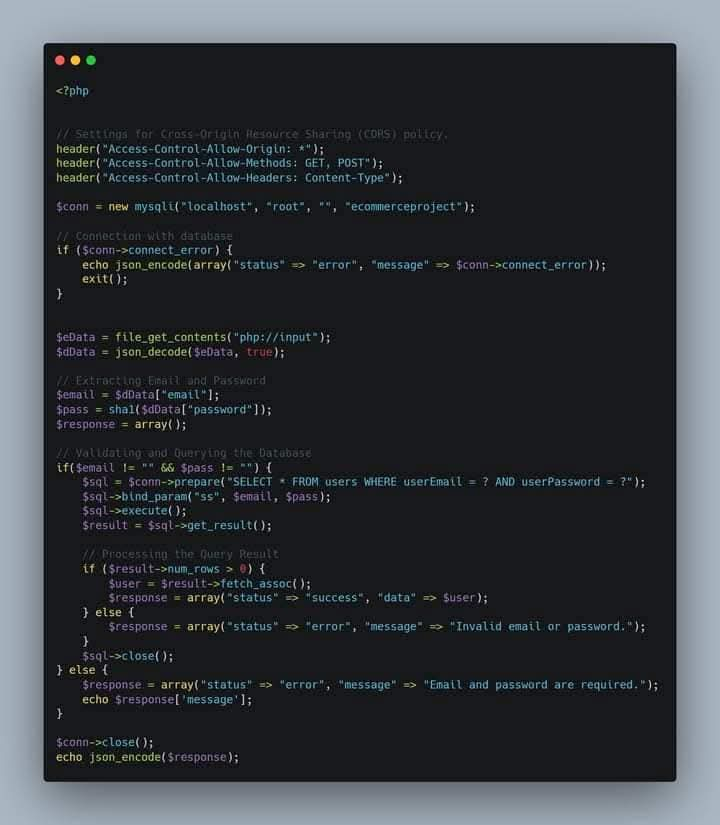 <?php
// Settings for Cross-Origin Resource Sharing (CORS) policy.
header("Access-Control-Allow-Origin: *");
header("Access-Control-Allow-Methods: GET, POST");
header("Access-Control-Allow-Headers: Content-Type");
$conn = new mysqli("localhost", "root", "", "ecommerceproject");
// Connection with database
if ($conn->connect_error) {
    echo json_encode(array("status" => "error", "message" => $conn->connect_error));
    exit();
}
$eData = file_get_contents("php://input");
$dData = json_decode($eData, true);
// Extracting Email and Password
$email = $dData["email"];
$pass = sha1($dData["password"]);
$response = array();
// Validating and Querying the Database
if($email != "" && $pass != "") {
    $sql = $conn->prepare("SELECT * FROM users WHERE userEmail = ? AND userPassword = ?");
    $sql->bind_param("ss", $email, $pass);
    $sql->execute();
    $result = $sql->get_result();
    // Processing the Query Result
    if ($result->num_rows > 0) {
        $user = $result->fetch_assoc();
        $response = array("status" => "success", "data" => $user);
    } else {
        $response = array("status" => "error", "message" => "Invalid email or password.");
    }
    $sql->close();
} else {
    $response = array("status" => "error", "message" => "Email and password are required.");
    echo $response['message'];
}
$conn->close();
echo json_encode($response);